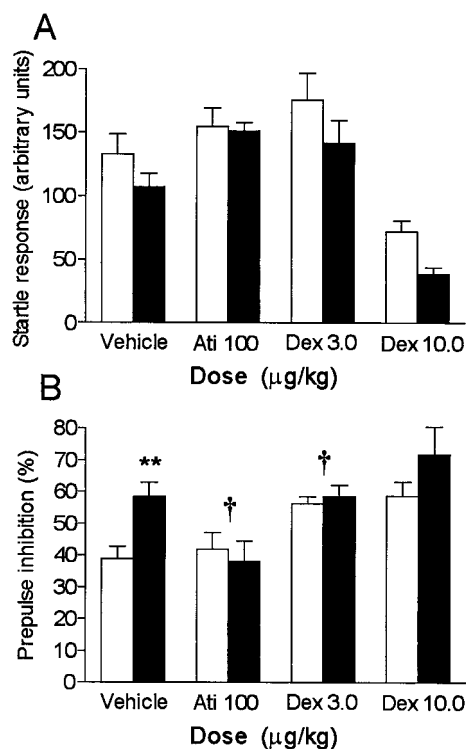 A
Startle response (arbitrary units)
200
150
100
50
0
Vehicle Ati 100 Dex 3.0 Dex 10.0
Dose (µg/kg)
B
Prepulse inhibition (%)
80
70
60
50
40
30
20
10
0
** † †
Vehicle Ati 100 Dex 3.0 Dex 10.0
Dose (µg/kg)